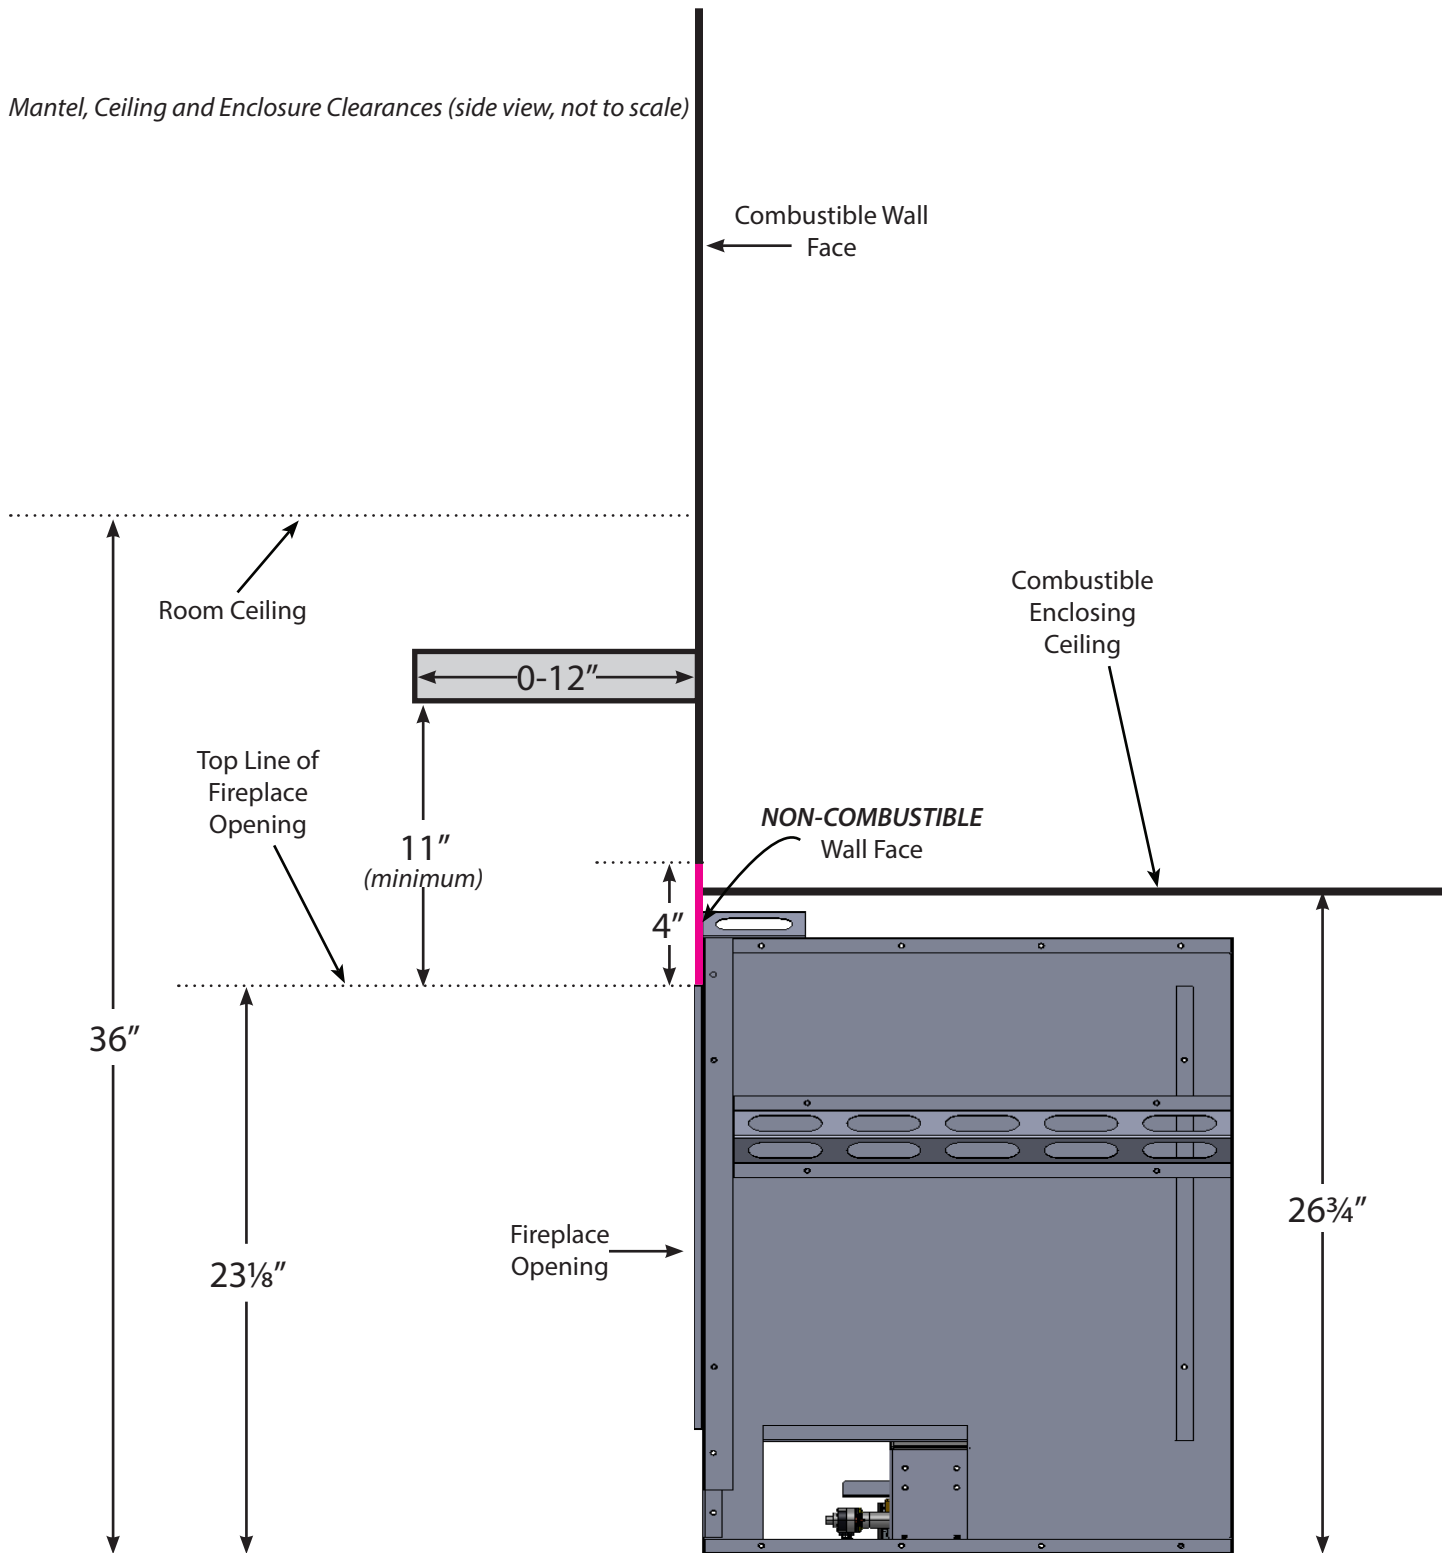 Mantel, Ceiling and Enclosure Clearances (side view, not to scale)
Combustible Wall
Face
Room Ceiling
Combustible
Enclosing
Ceiling
0-12”
Top Line of
Fireplace
Opening
11”
(minimum)
NON-COMBUSTIBLE
Wall Face
4”
36”
26¾”
Fireplace
Opening
23⅛”